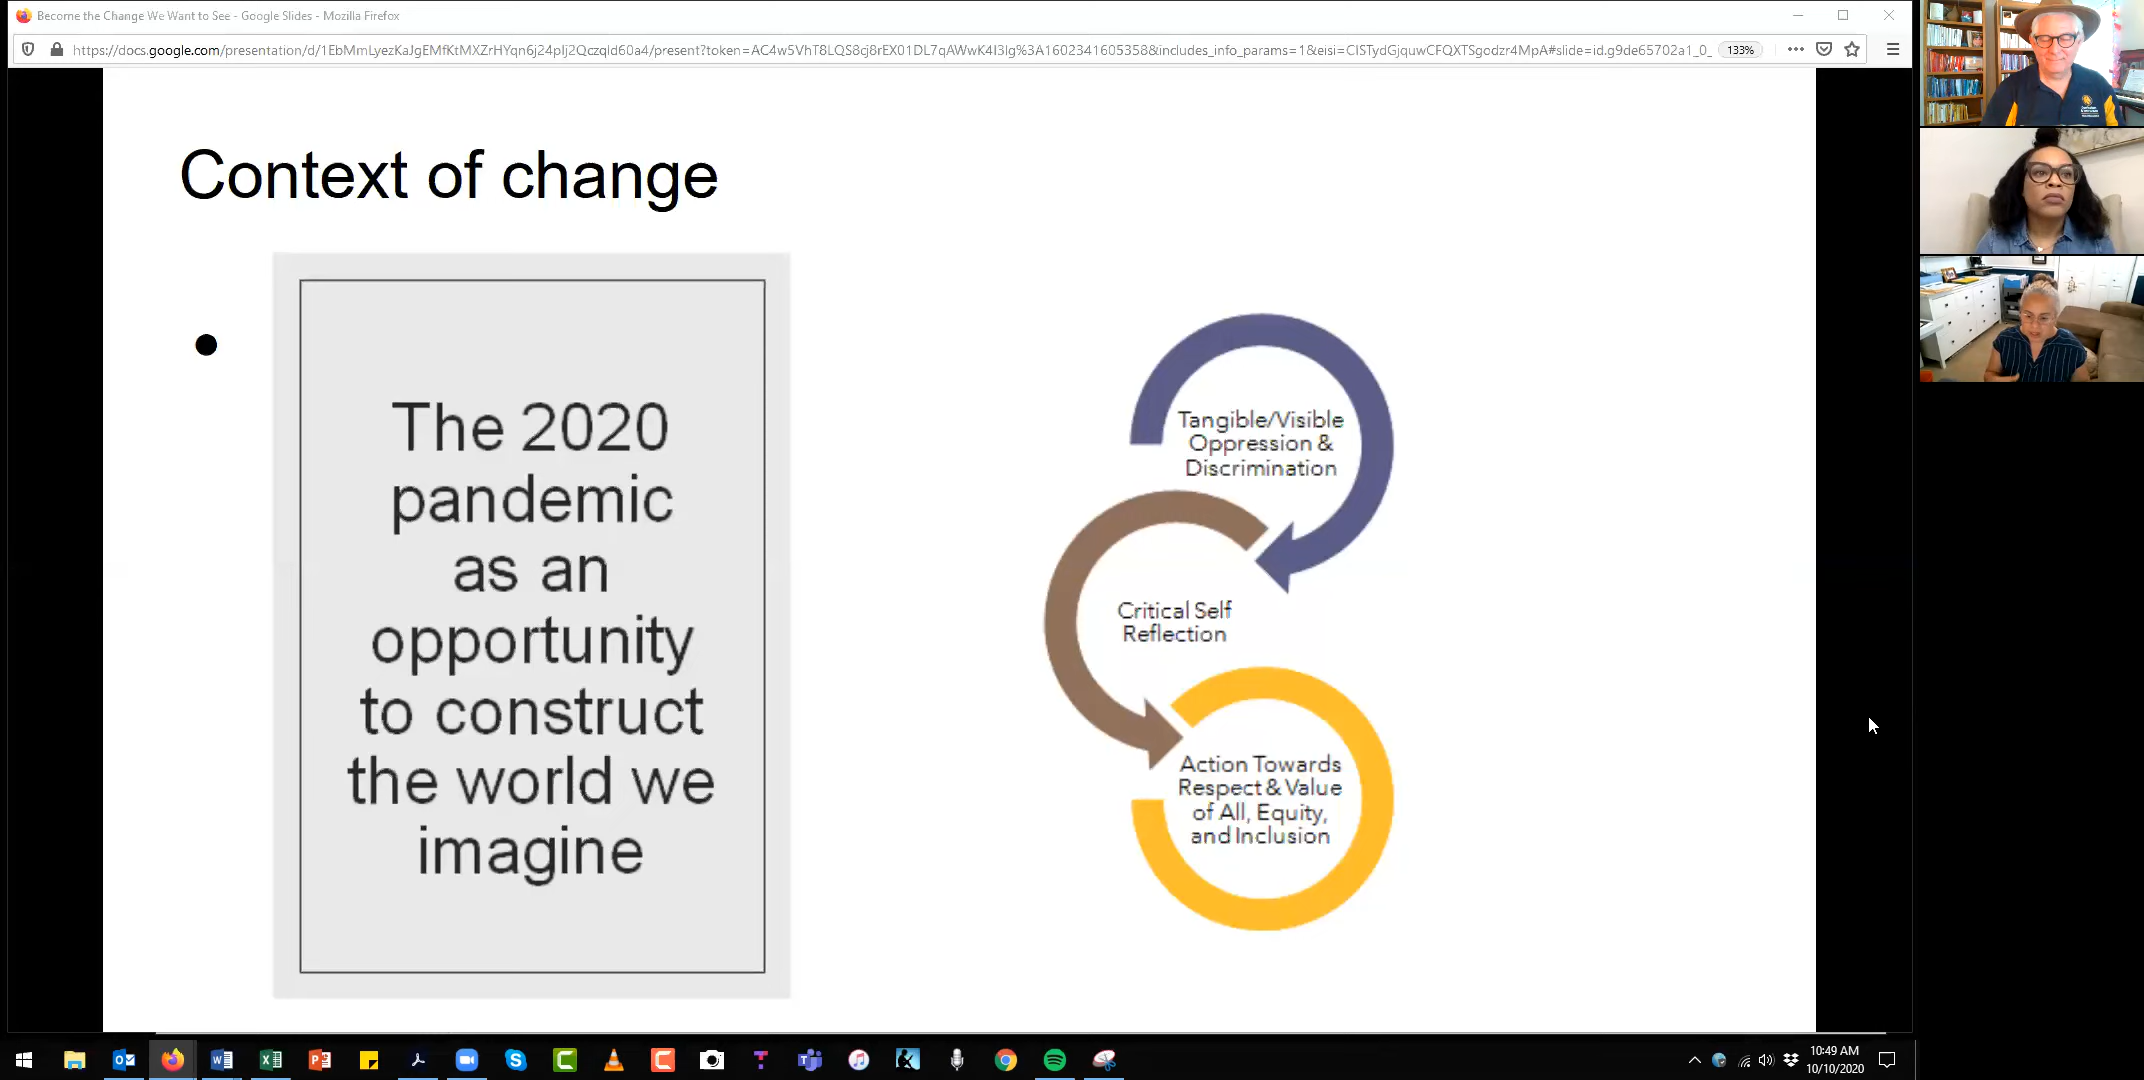 Become the Change We Want to See - Google Slides - Mozilla Firefox
133%
Context of change
The 2020
pandemic
as an
opportunity
to construct
the world we
imagine
Tangible/Visible
Oppression &
Discrimination
Critical Self
Reflection
Action Towards
Respect & Value
of All, Equity,
and Inclusion
10:49 AM
10/10/2020